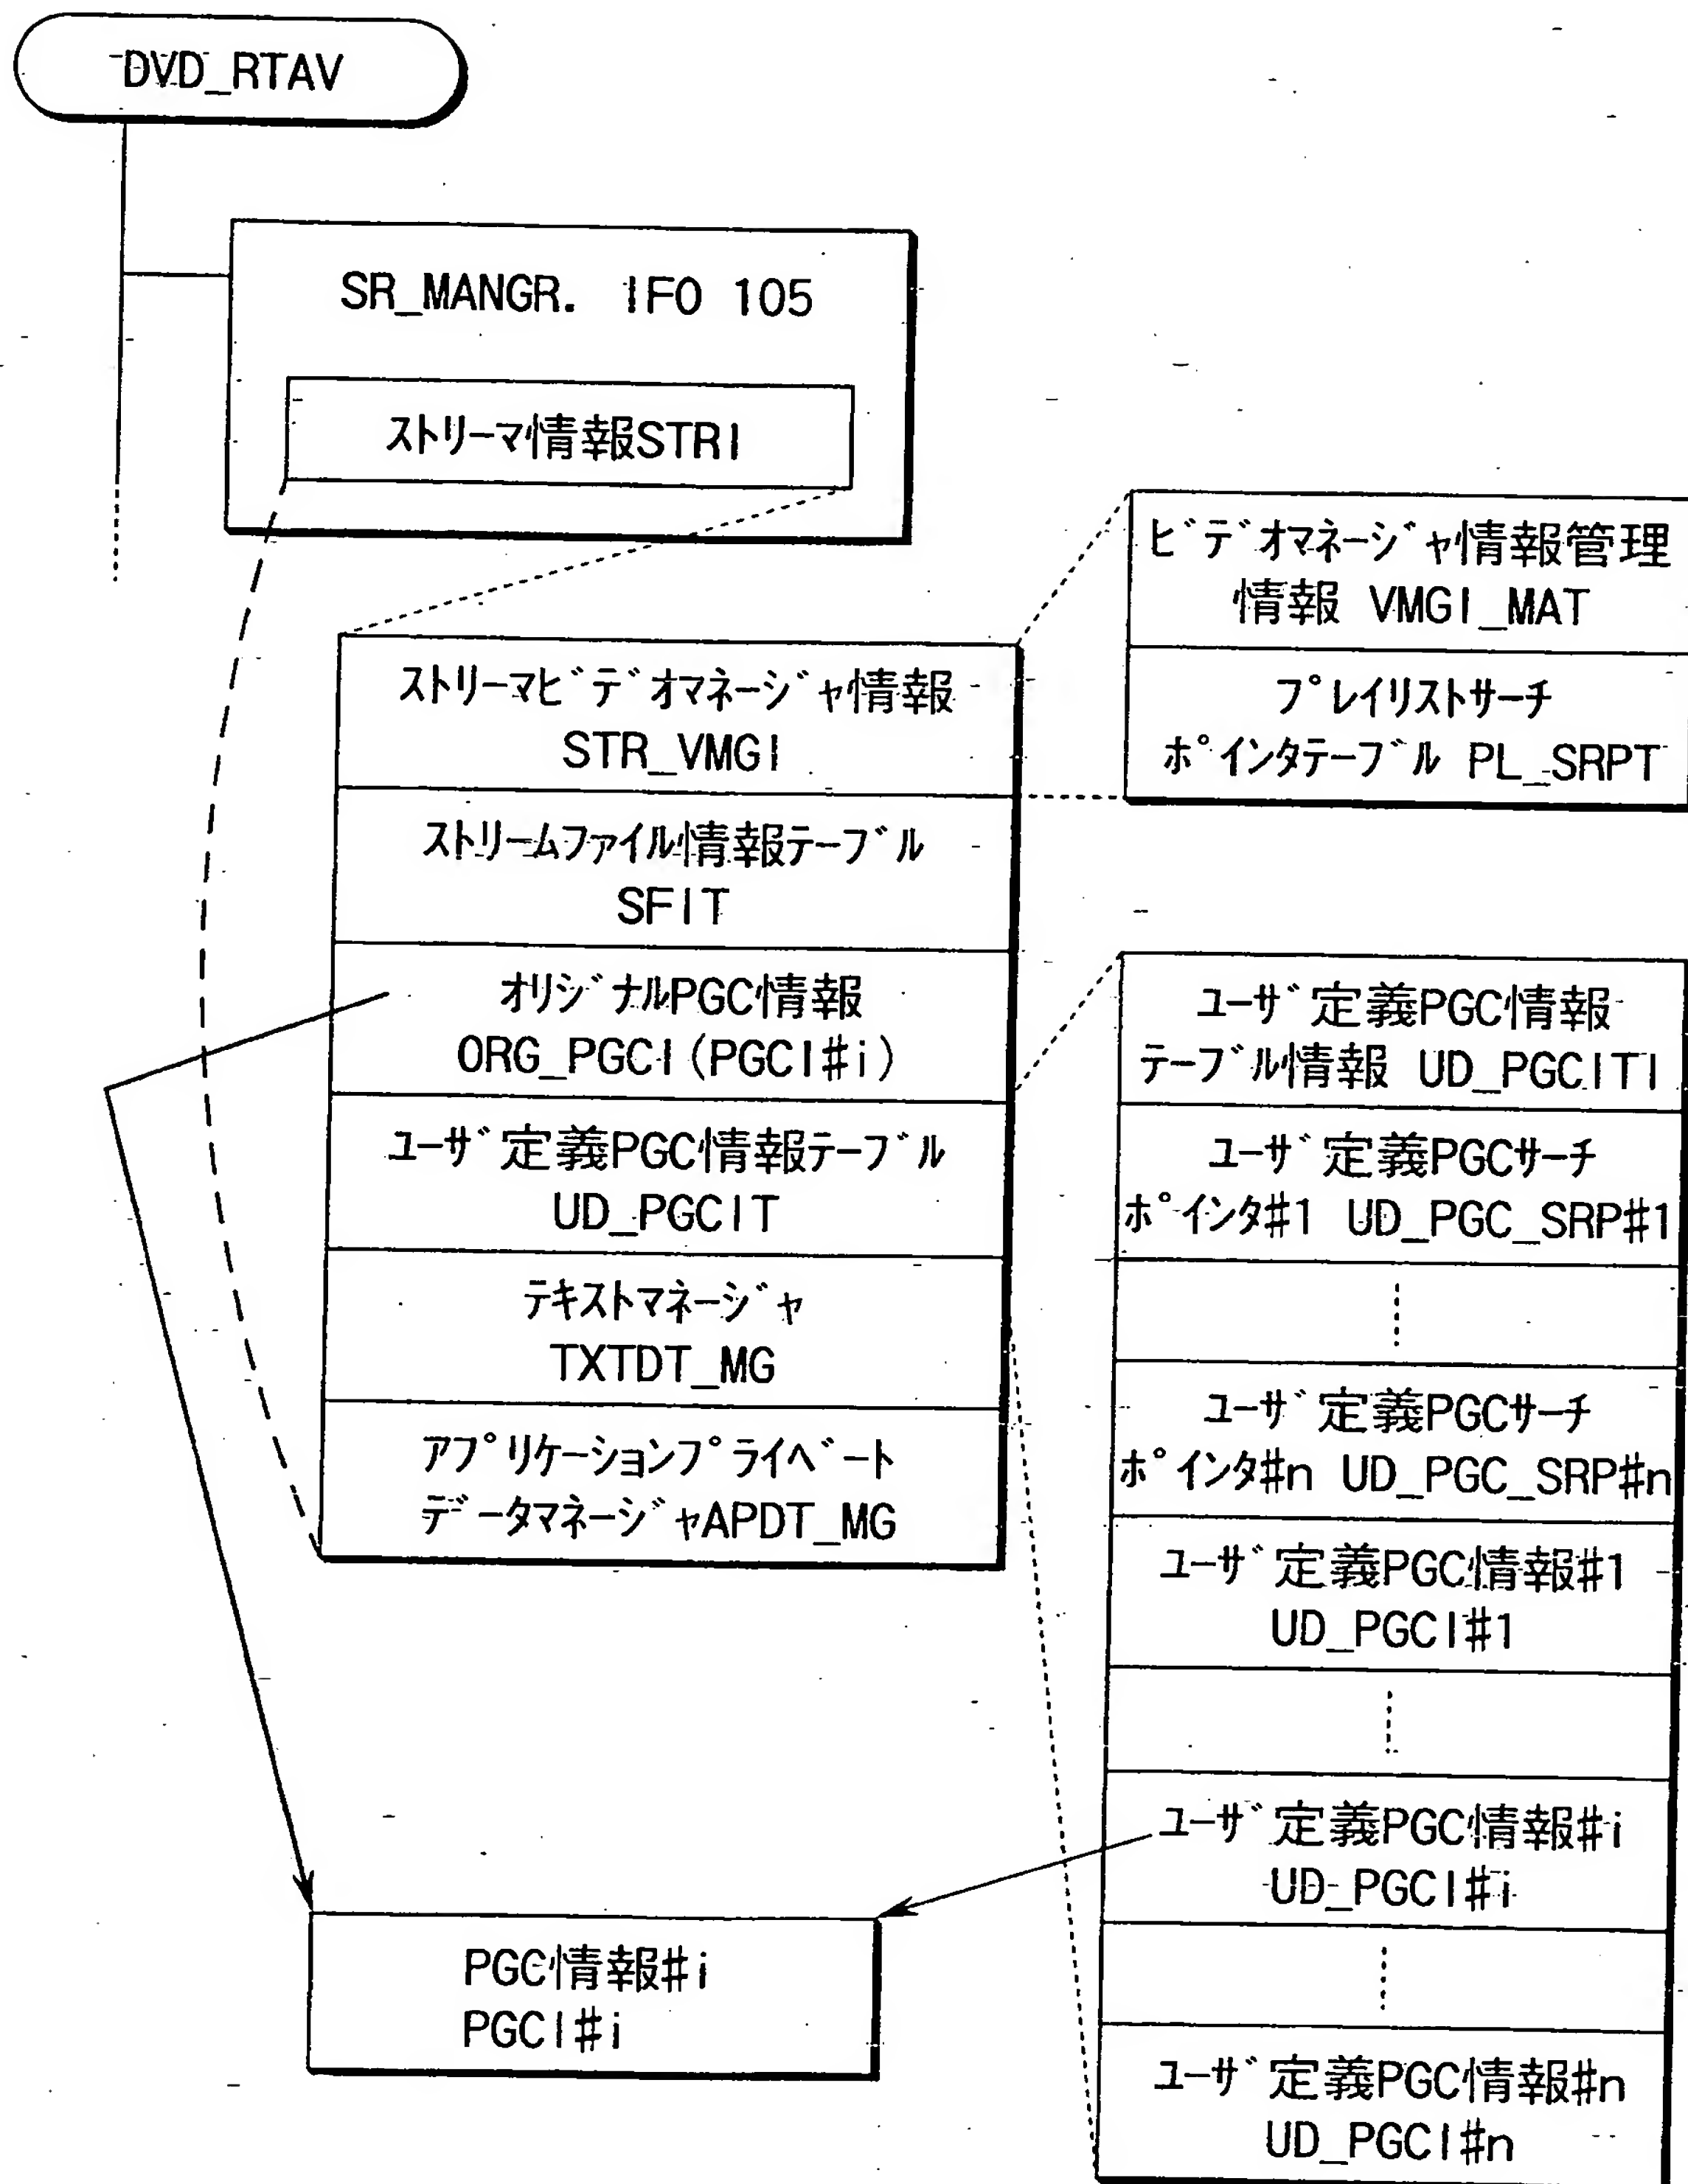 DVD_RTAV
SR_MANGR. IFO 105
ストリーマ情報STRI
ビデオマネージャ情報管理
情報 VMGI_MAT
プレイリストサーチ
ポインタテーブル PL_SRPT
ストリーマビデオマネージャ情報
STR_VMGI
ストリームファイル情報テーブル
SFIT
オリジナルPGC情報
ORG_PGCI(PGCI#i)
ユーザ定義PGC情報テーブル
UD_PGCIT
テキストマネージャ
TXTDT_MG
アプリケーションプライベート
データマネージャAPDT_MG
ユーザ定義PGC情報
テーブル情報 UD_PGCITI
ユーザ定義PGCサーチ
ポインタ#1 UD_PGC_SRP#1
ユーザ定義PGCサーチ
ポインタ#n UD_PGC_SRP#n
ユーザ定義PGC情報#1
UD_PGCI#1
ユーザ定義PGC情報#i
UD_PGCI#i
ユーザ定義PGC情報#n
UD_PGCI#n
PGC情報#i
PGCI#i